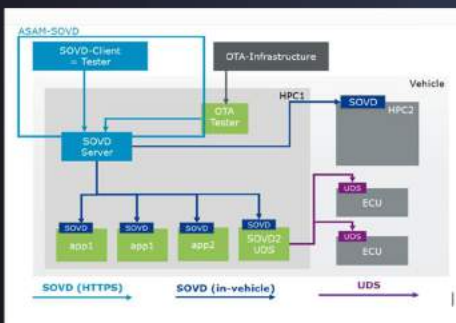 ASAM-SOVD
SOVD-Client
= Tester
OTA-Infrastructure
Vehicle
HPC1
SOVD
HPC2
OTA
Tester
SOVD
Server
UDS
ECU
SOVD
SOVD
SOVD
SOVD
app1
app1
app2
SOVD2
UDS
UDS
ECU
SOVD (HTTPS)
SOVD (in-vehicle)
UDS